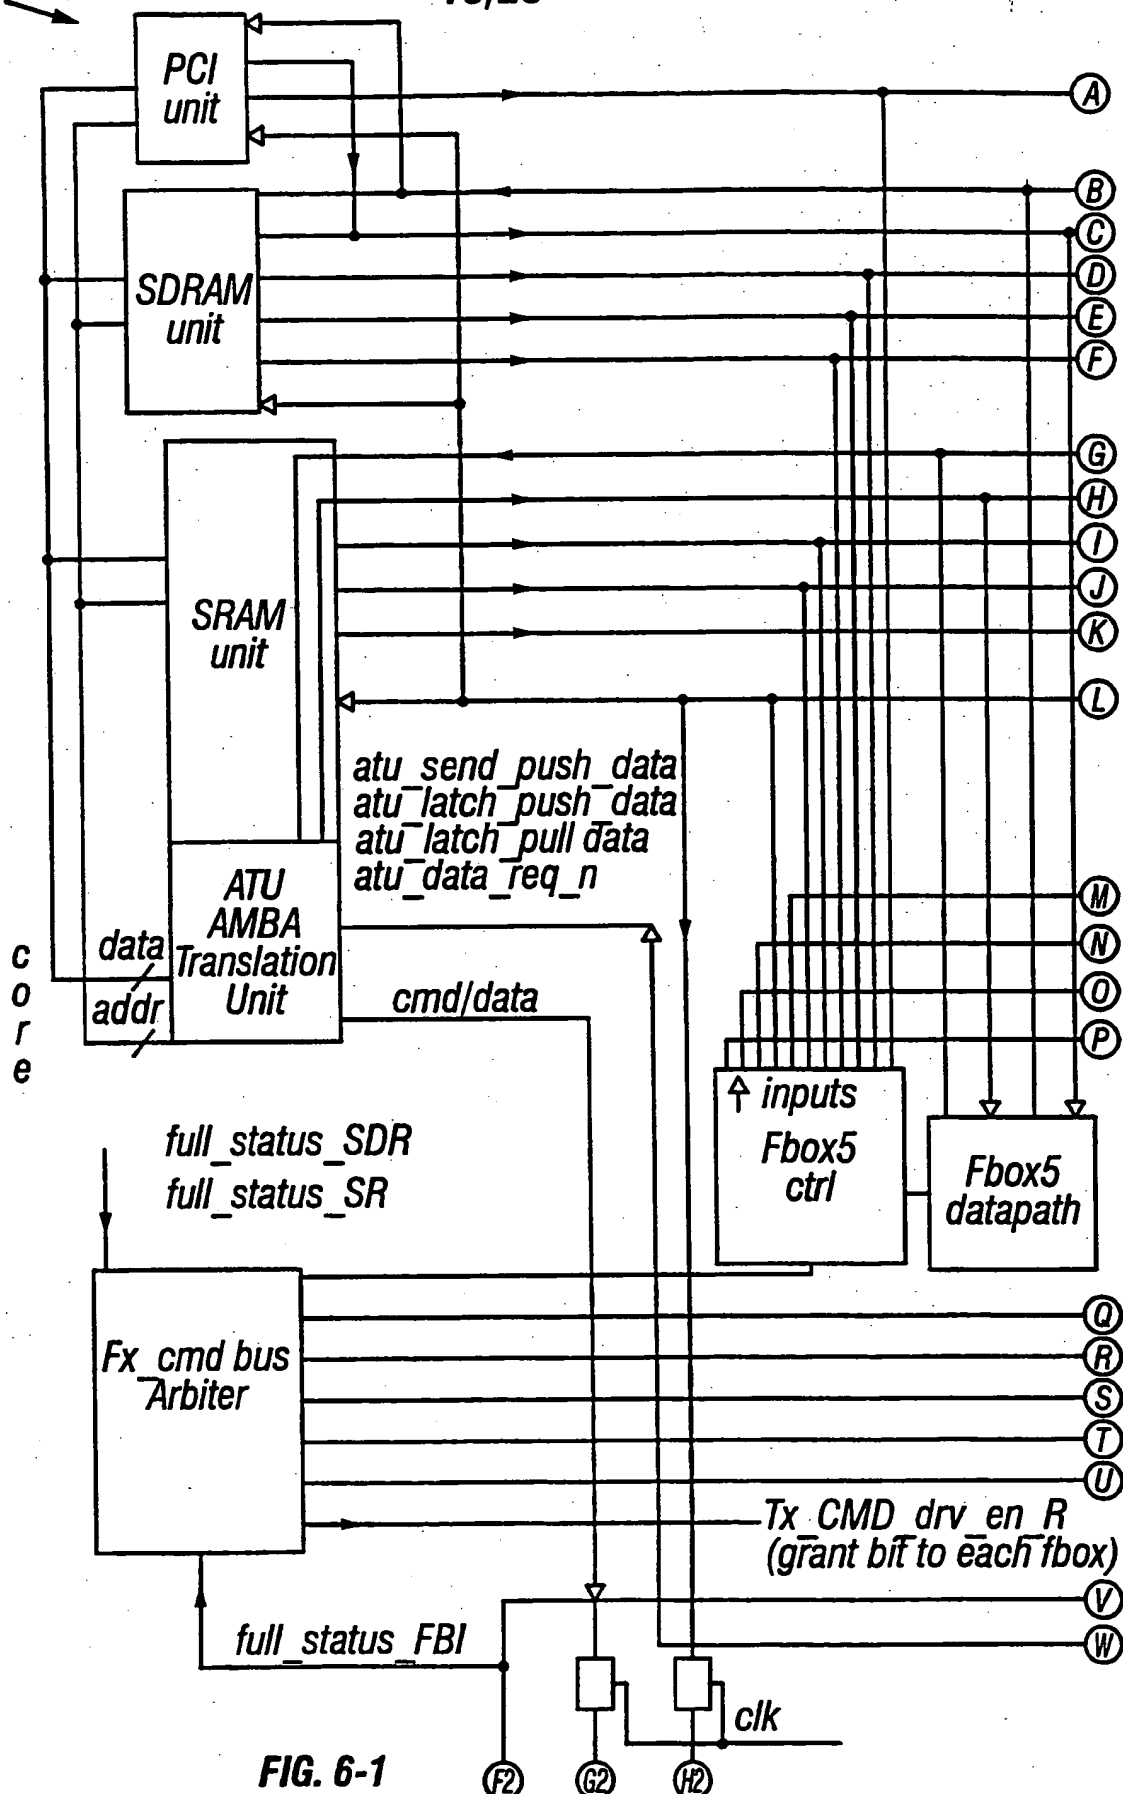 PCI
unit
A
B
C
SDRAM
unit
D
E
F
G
H
I
J
SRAM
unit
K
L
atu_send_push_data
atu_latch_push_data
atu_latch_pull data
atu_data_req_n
ATU
AMBA
Translation
Unit
M
N
O
P
core
data
addr
cmd/data
inputs
Fbox5
ctrl
Fbox5
datapath
full_status_SDR
full_status_SR
Fx_cmd bus
Arbiter
Q
R
S
T
U
Tx_CMD_drv_en_R
(grant bit to each fbox)
V
W
full_status_FBI
clk
FIG. 6-1
F2
G2
H2